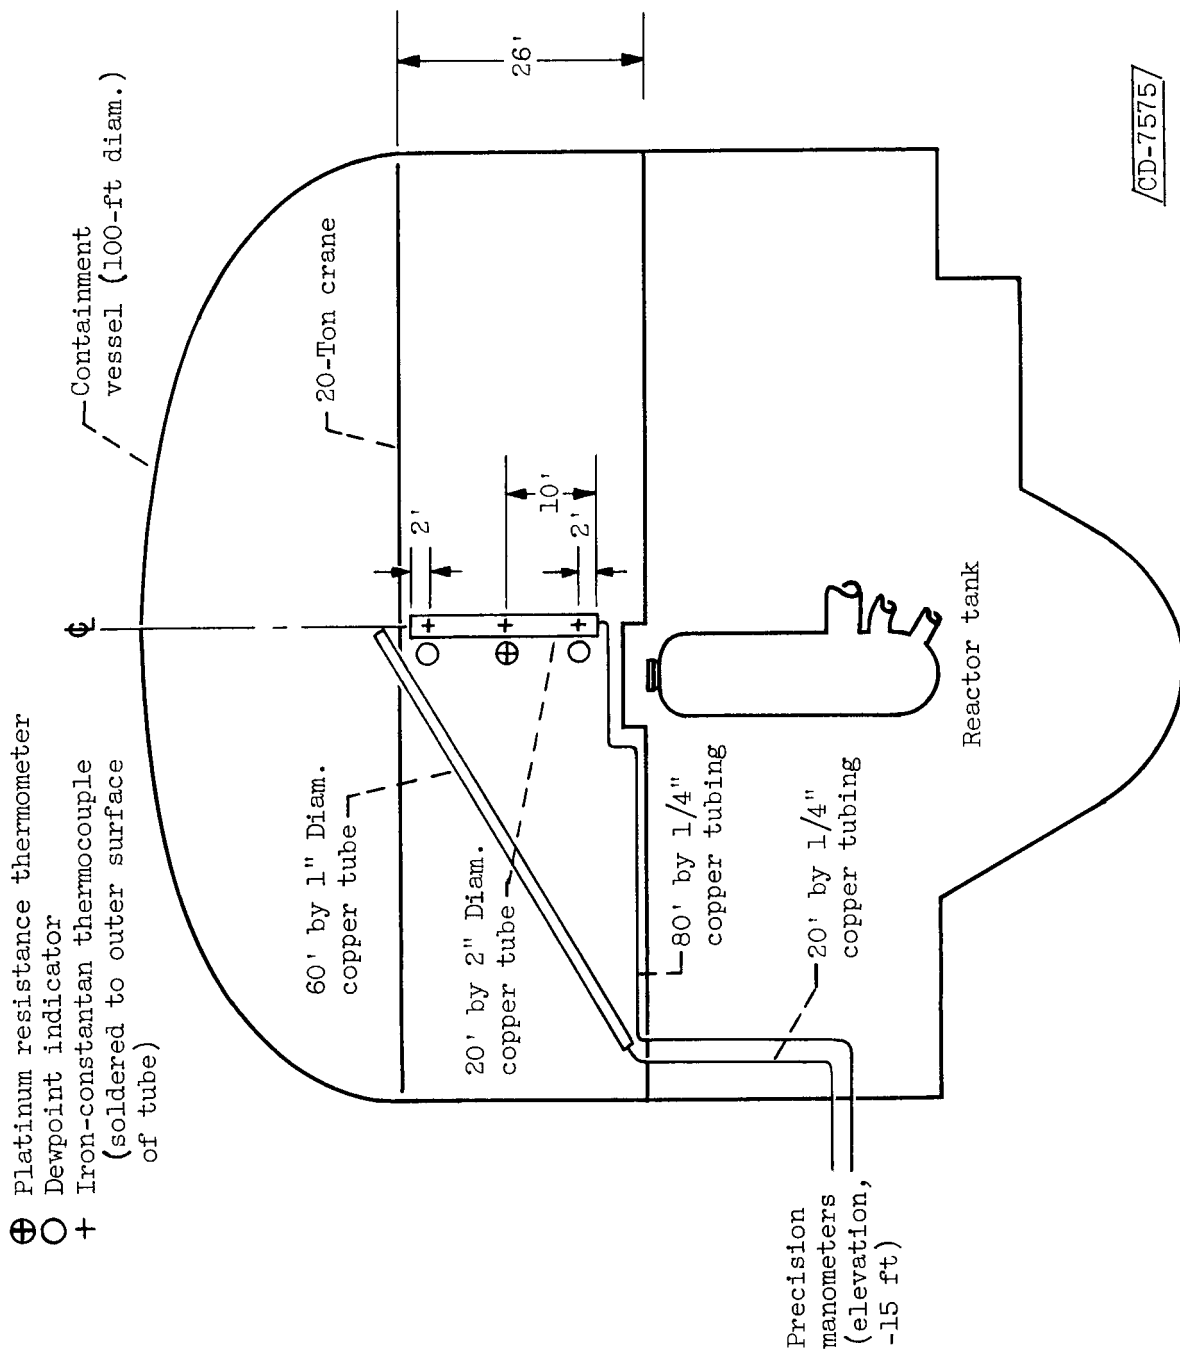 Platinum resistance thermometer
Dewpoint indicator
+ Iron-constantan thermocouple
(soldered to outer surface
of tube)
Containment
vessel (100-ft diam.)
℄
20-Ton crane
26'
2'
10'
2'
60' by 1" Diam.
copper tube
20' by 2" Diam.
copper tube
80' by 1/4"
copper tubing
20' by 1/4"
copper tubing
Reactor tank
Precision
manometers
(elevation,
-15 ft)
CD-7575